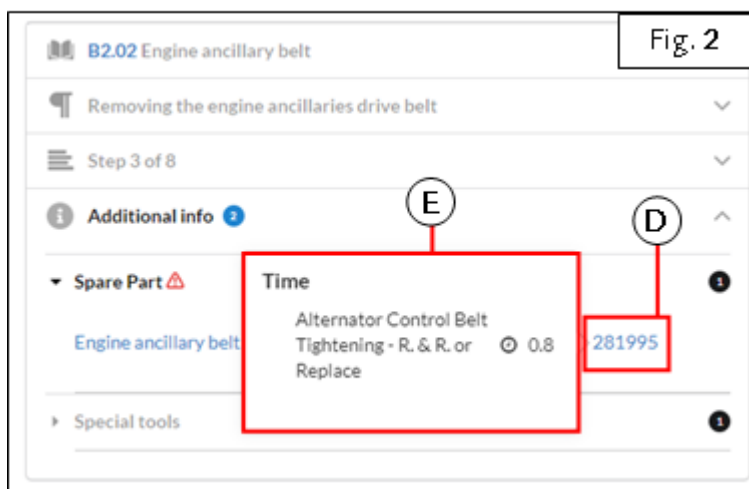 Fig. 2
B2.02 Engine ancillary belt
Removing the engine ancillaries drive belt
Step 3 of 8
Additional info 2
E
D
Spare Part 1
Time
Alternator Control Belt
Tightening - R. & R. or 0.8
Replace
Engine ancillary belt 281995
Special tools 1